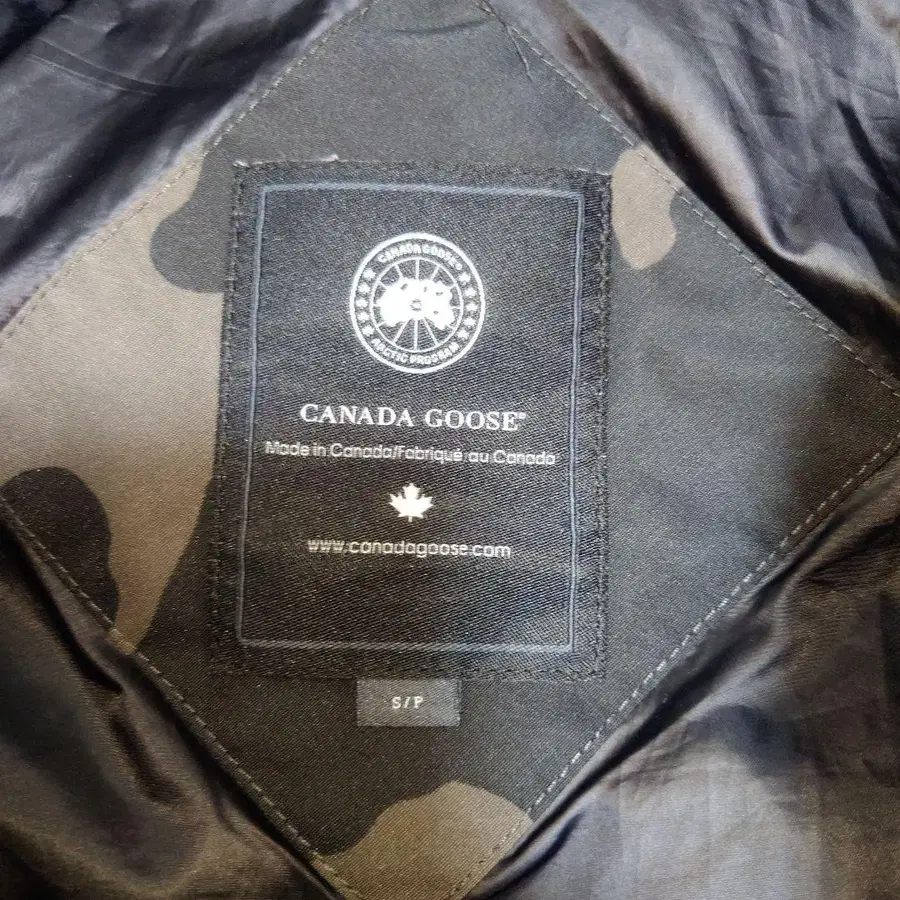 CANADA GOOSE®
ARCTIC PROGRAM
CANADA GOOSE®
Made in Canada/Fabriqué au Canada
www.canadagoose.com
S/P